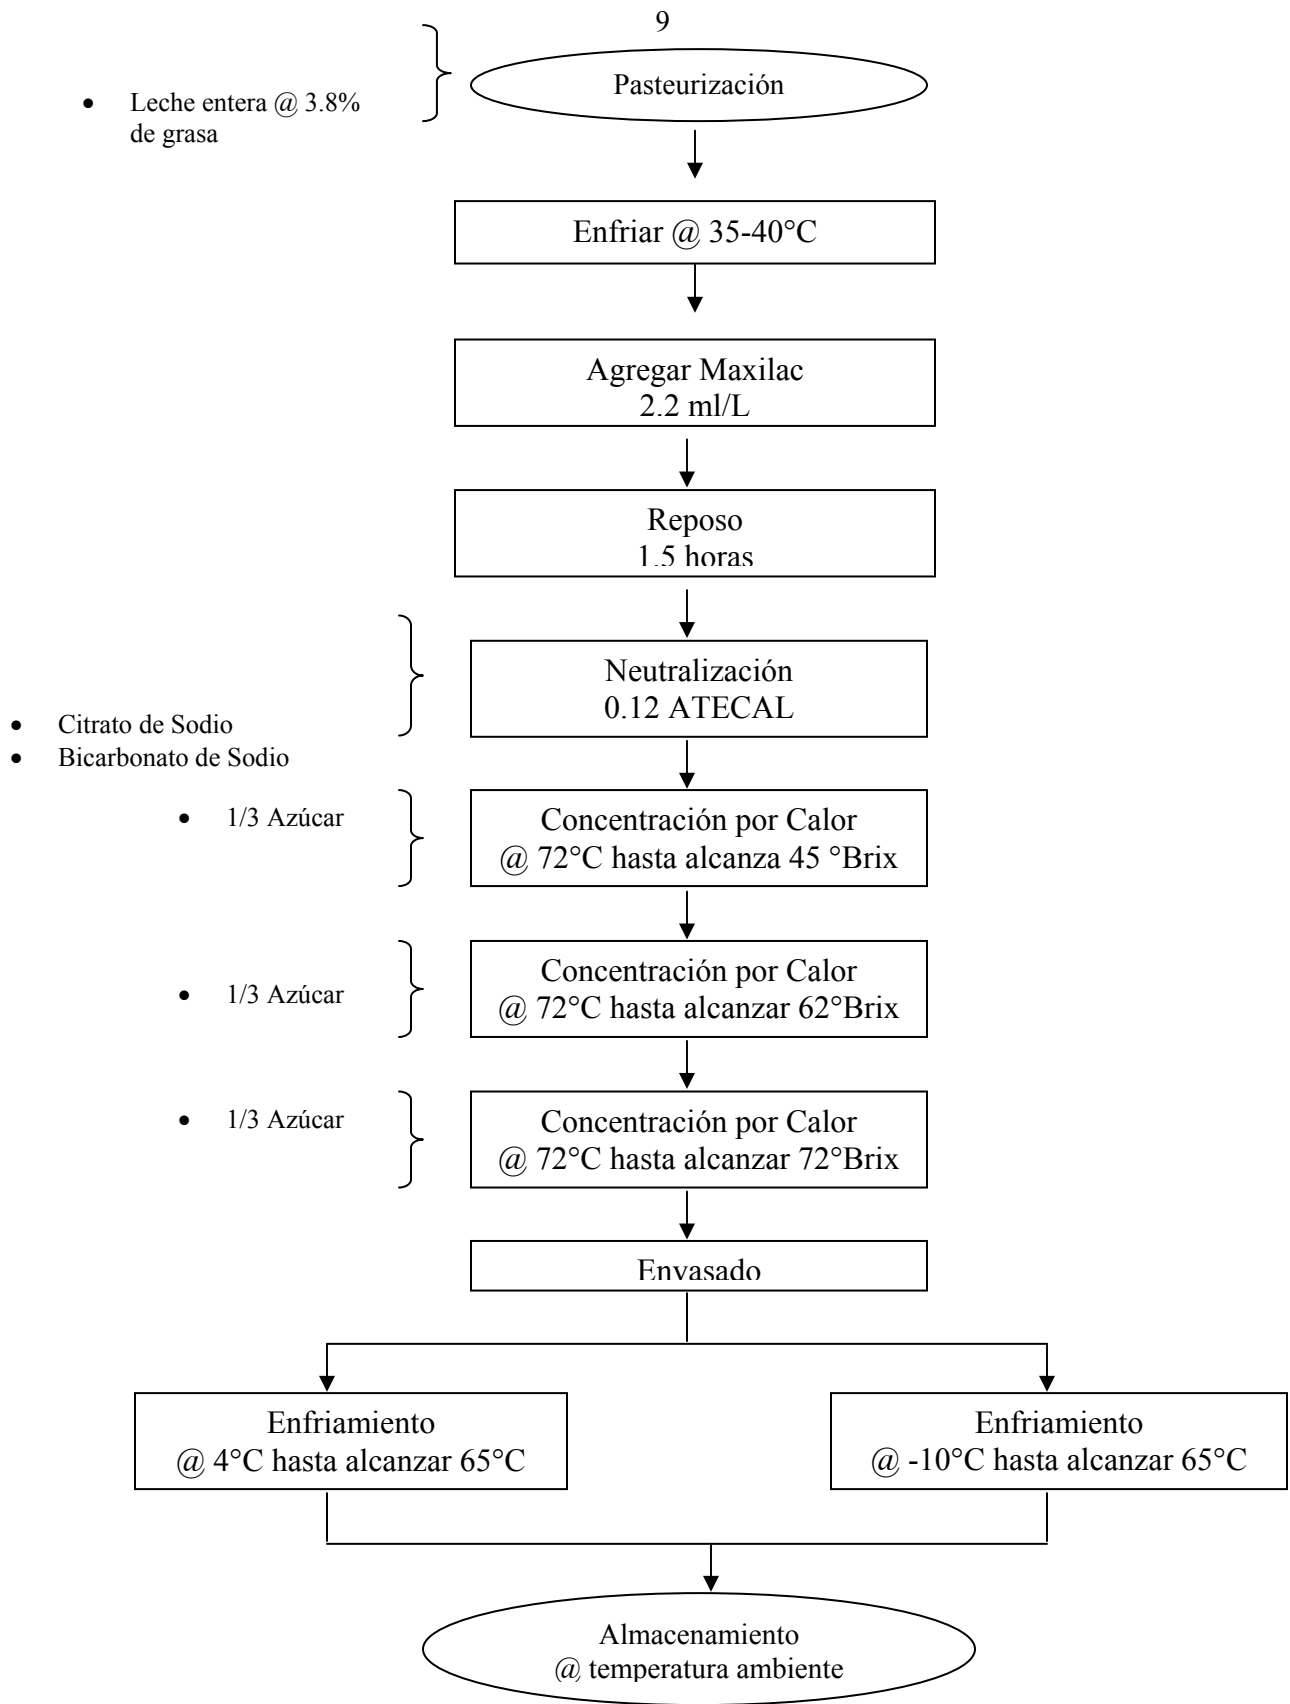 9
Pasteurización
• Leche entera @ 3.8%
de grasa
Enfriar @ 35-40°C
Agregar Maxilac
2.2 ml/L
Reposo
1.5 horas
Neutralización
0.12 ATECAL
• Citrato de Sodio
• Bicarbonato de Sodio
• 1/3 Azúcar
Concentración por Calor
@ 72°C hasta alcanza 45 °Brix
• 1/3 Azúcar
Concentración por Calor
@ 72°C hasta alcanzar 62°Brix
• 1/3 Azúcar
Concentración por Calor
@ 72°C hasta alcanzar 72°Brix
Envasado
Enfriamiento
@ 4°C hasta alcanzar 65°C
Enfriamiento
@ -10°C hasta alcanzar 65°C
Almacenamiento
@ temperatura ambiente